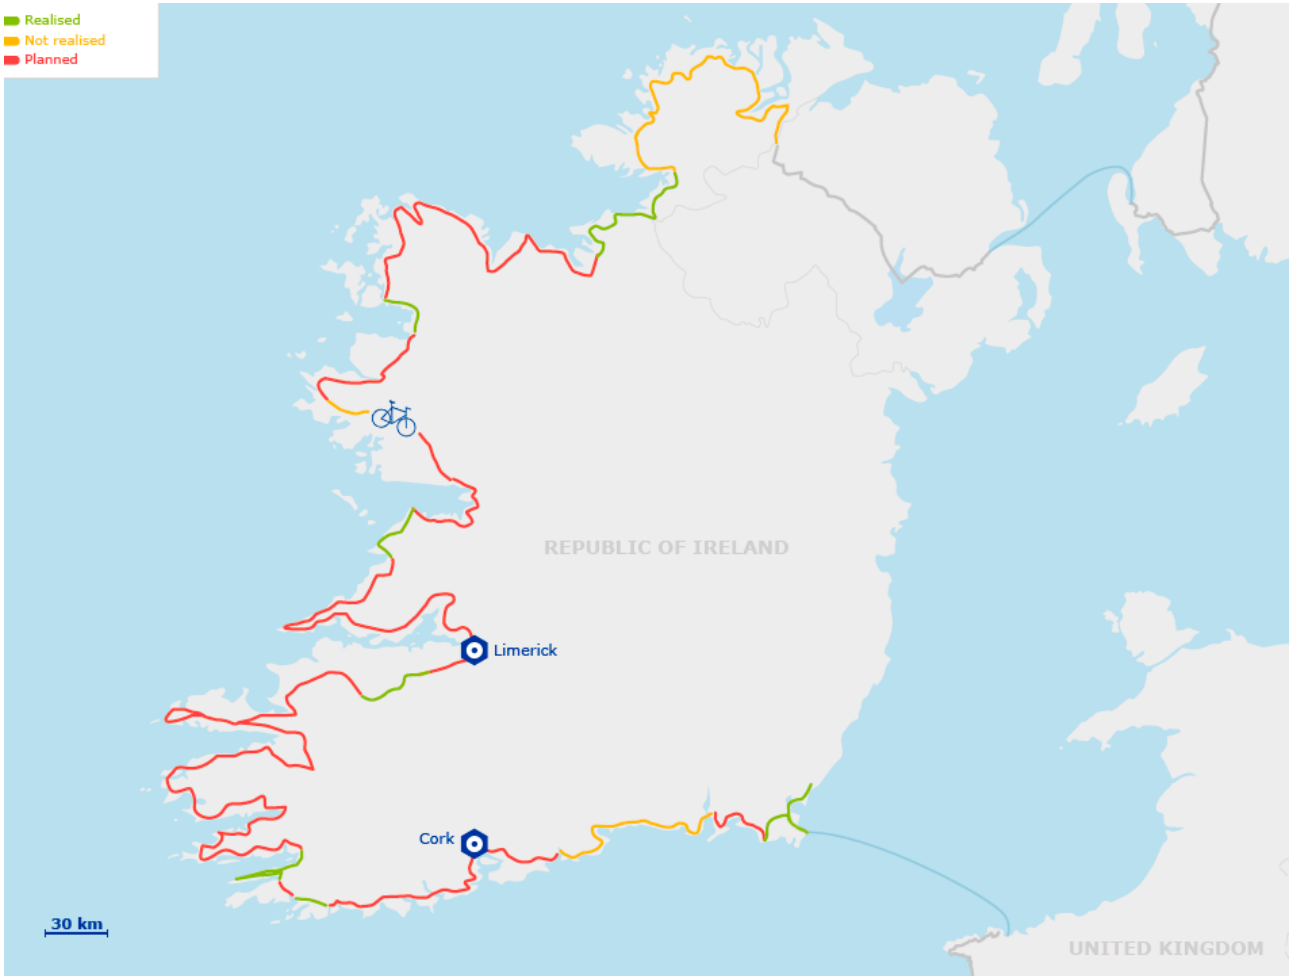 Realised
Not realised
Planned
REPUBLIC OF IRELAND
Limerick
Cork
30 km
UNITED KINGDOM